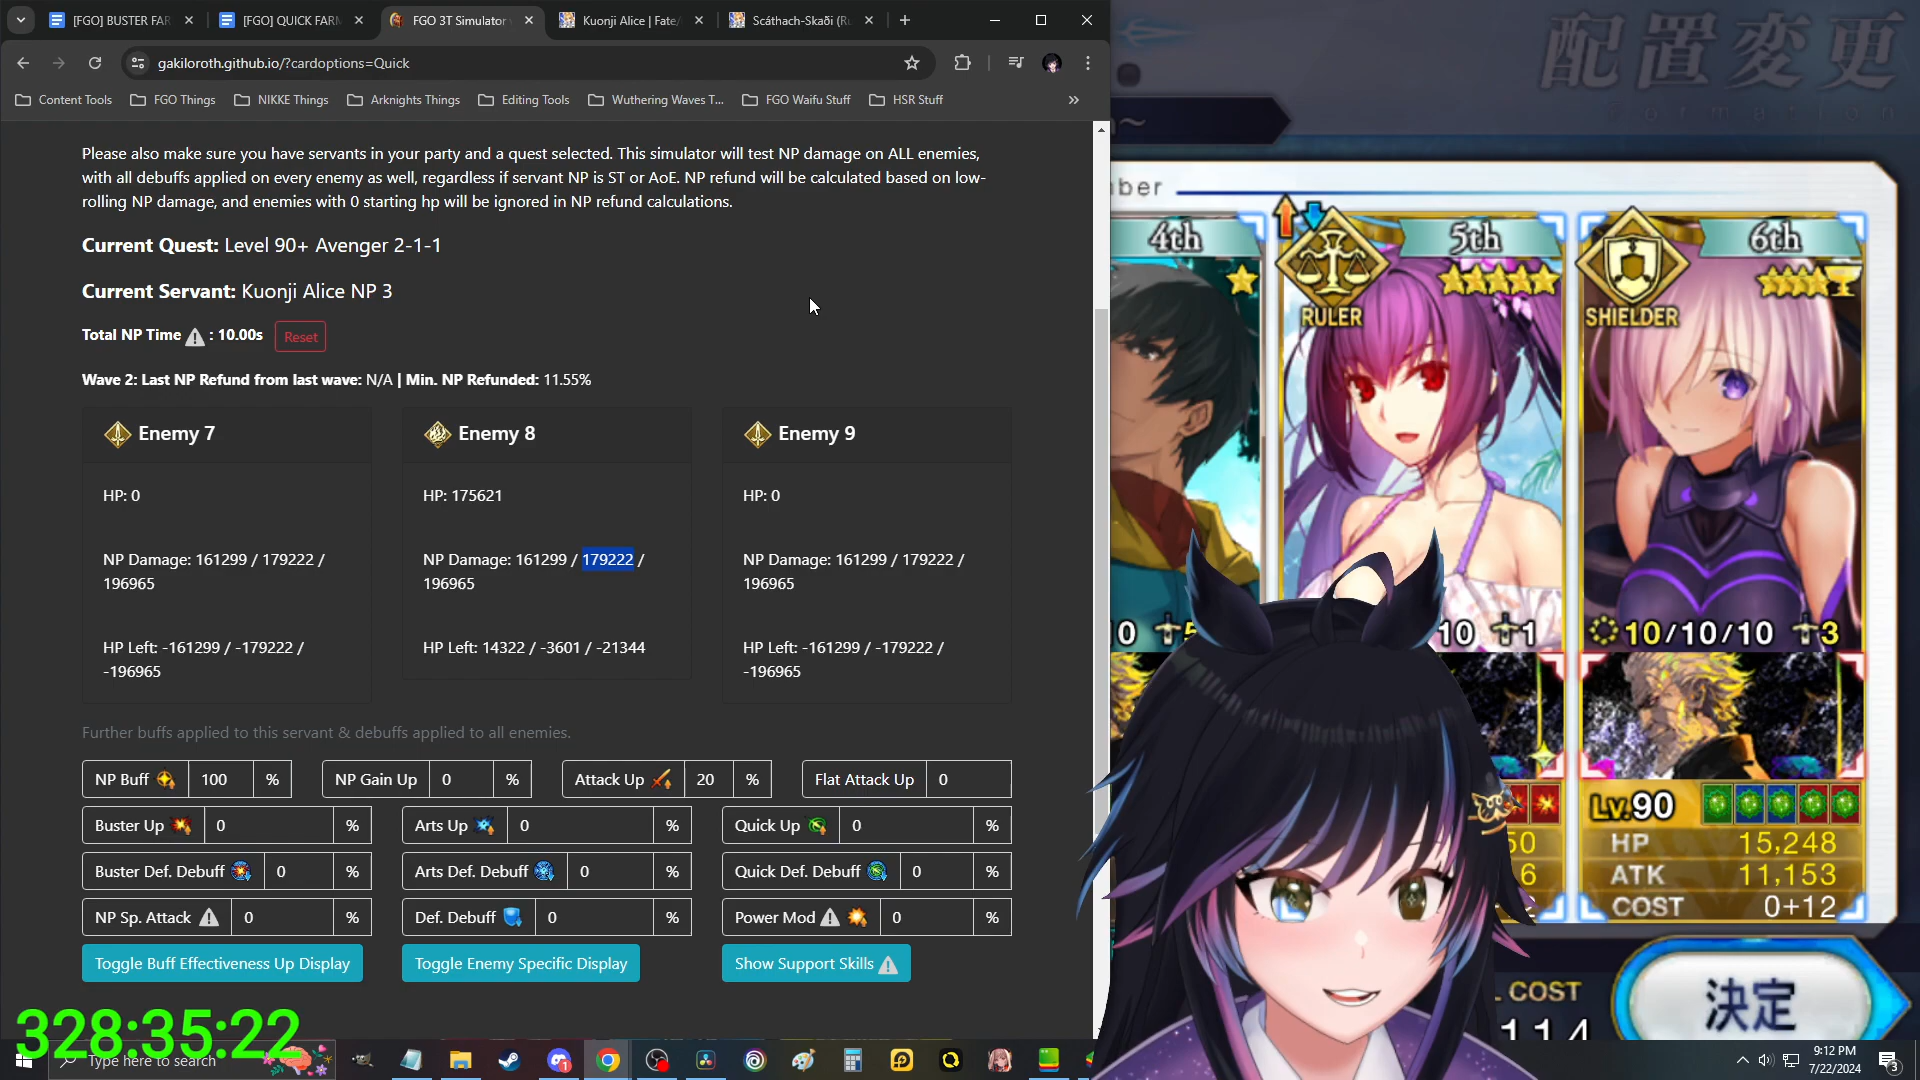 [FGO] BUSTER FAR
[FGO] QUICK FARM
FGO 3T Simulator
Kuonji Alice | Fate/
Scáthach-Skaði (Ru
gakiloroth.github.io/?cardoptions=Quick
Content Tools
FGO Things
NIKKE Things
Arknights Things
Editing Tools
Wuthering Waves T...
FGO Waifu Stuff
HSR Stuff
Please also make sure you have servants in your party and a quest selected. This simulator will test NP damage on ALL enemies,
with all debuffs applied on every enemy as well, regardless if servant NP is ST or AoE. NP refund will be calculated based on low-
rolling NP damage, and enemies with 0 starting hp will be ignored in NP refund calculations.
Current Quest: Level 90+ Avenger 2-1-1
Current Servant: Kuonji Alice NP 3
Total NP Time : 10.00s Reset
Wave 2: Last NP Refund from last wave: N/A | Min. NP Refunded: 11.55%
Enemy 7
HP: 0
NP Damage: 161299 / 179222 /
196965
HP Left: -161299 / -179222 /
-196965
Enemy 8
HP: 175621
NP Damage: 161299 / 179222 /
196965
HP Left: 14322 / -3601 / -21344
Enemy 9
HP: 0
NP Damage: 161299 / 179222 /
196965
HP Left: -161299 / -179222 /
-196965
Further buffs applied to this servant & debuffs applied to all enemies.
NP Buff 100 % NP Gain Up 0 % Attack Up 20 % Flat Attack Up 0
Buster Up 0 % Arts Up 0 % Quick Up 0 %
Buster Def. Debuff 0 % Arts Def. Debuff 0 % Quick Def. Debuff 0 %
NP Sp. Attack 0 % Def. Debuff 0 % Power Mod 0 %
Toggle Buff Effectiveness Up Display Toggle Enemy Specific Display Show Support Skills
328:35:22
Type here to search
9:12 PM
7/22/2024
3
配置変更
Formation
mber
4th
5th
6th
RULER
SHIELDER
10/10/10 3
10 1
Lv.90
HP 15,248
ATK 11,153
COST 0+12
COST
114
決定